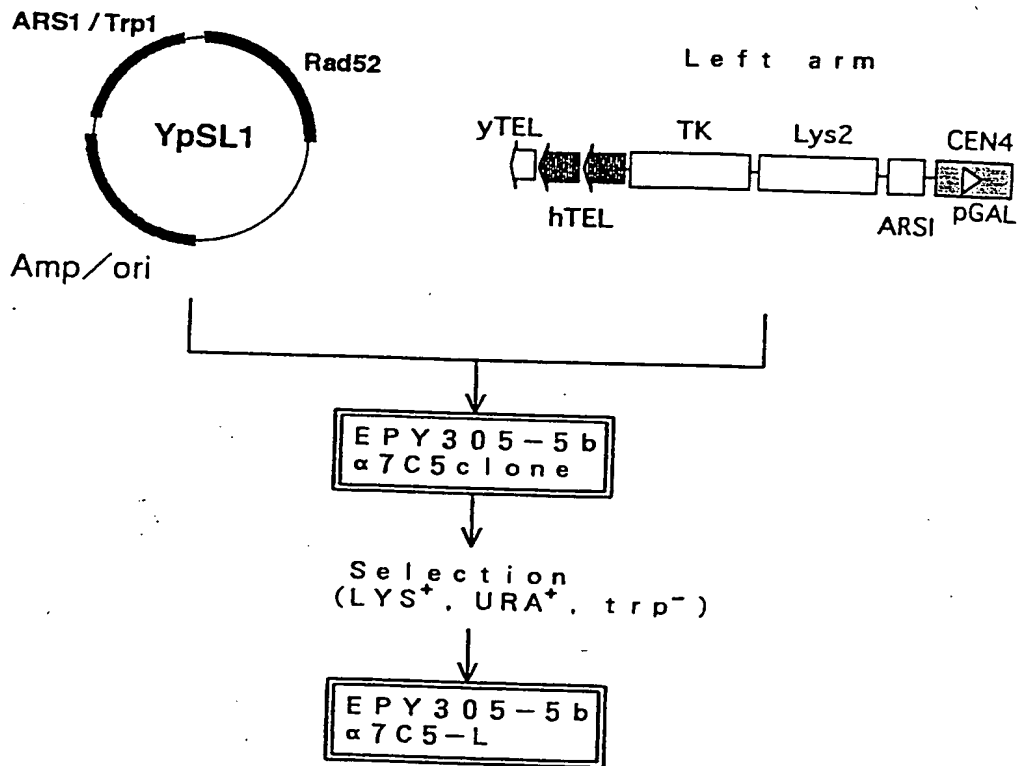 ARS1 / Trp1
Rad52
YpSL1
Amp/ori
Left arm
yTEL
TK
Lys2
CEN4
hTEL
ARSI
pGAL
EPY305-5b
α7C5clone
Selection
(LYS⁺, URA⁺, trp⁻)
EPY305-5b
α7C5-L